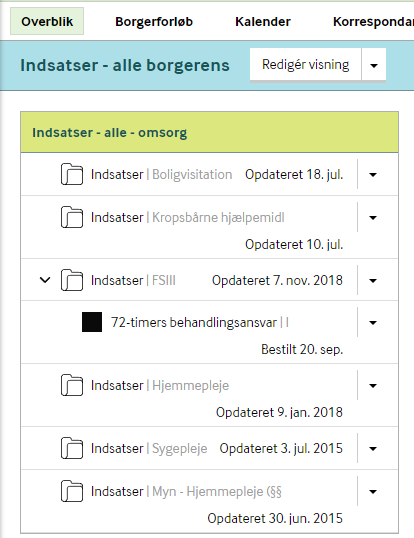 Overblik Borgerforløb Kalender Korrespondar
Indsatser - alle borgerens Redigér visning
Indsatser - alle - omsorg
Indsatser | Boligvisitation Opdateret 18. jul.
Indsatser | Kropsbårne hjælpemidl
Opdateret 10. jul.
Indsatser | FSIII Opdateret 7. nov. 2018
72-timers behandlingsansvar | I
Bestilt 20. sep.
Indsatser | Hjemmepleje
Opdateret 9. jan. 2018
Indsatser | Sygepleje Opdateret 3. jul. 2015
Indsatser | Myn - Hjemmepleje (§§
Opdateret 30. jun. 2015